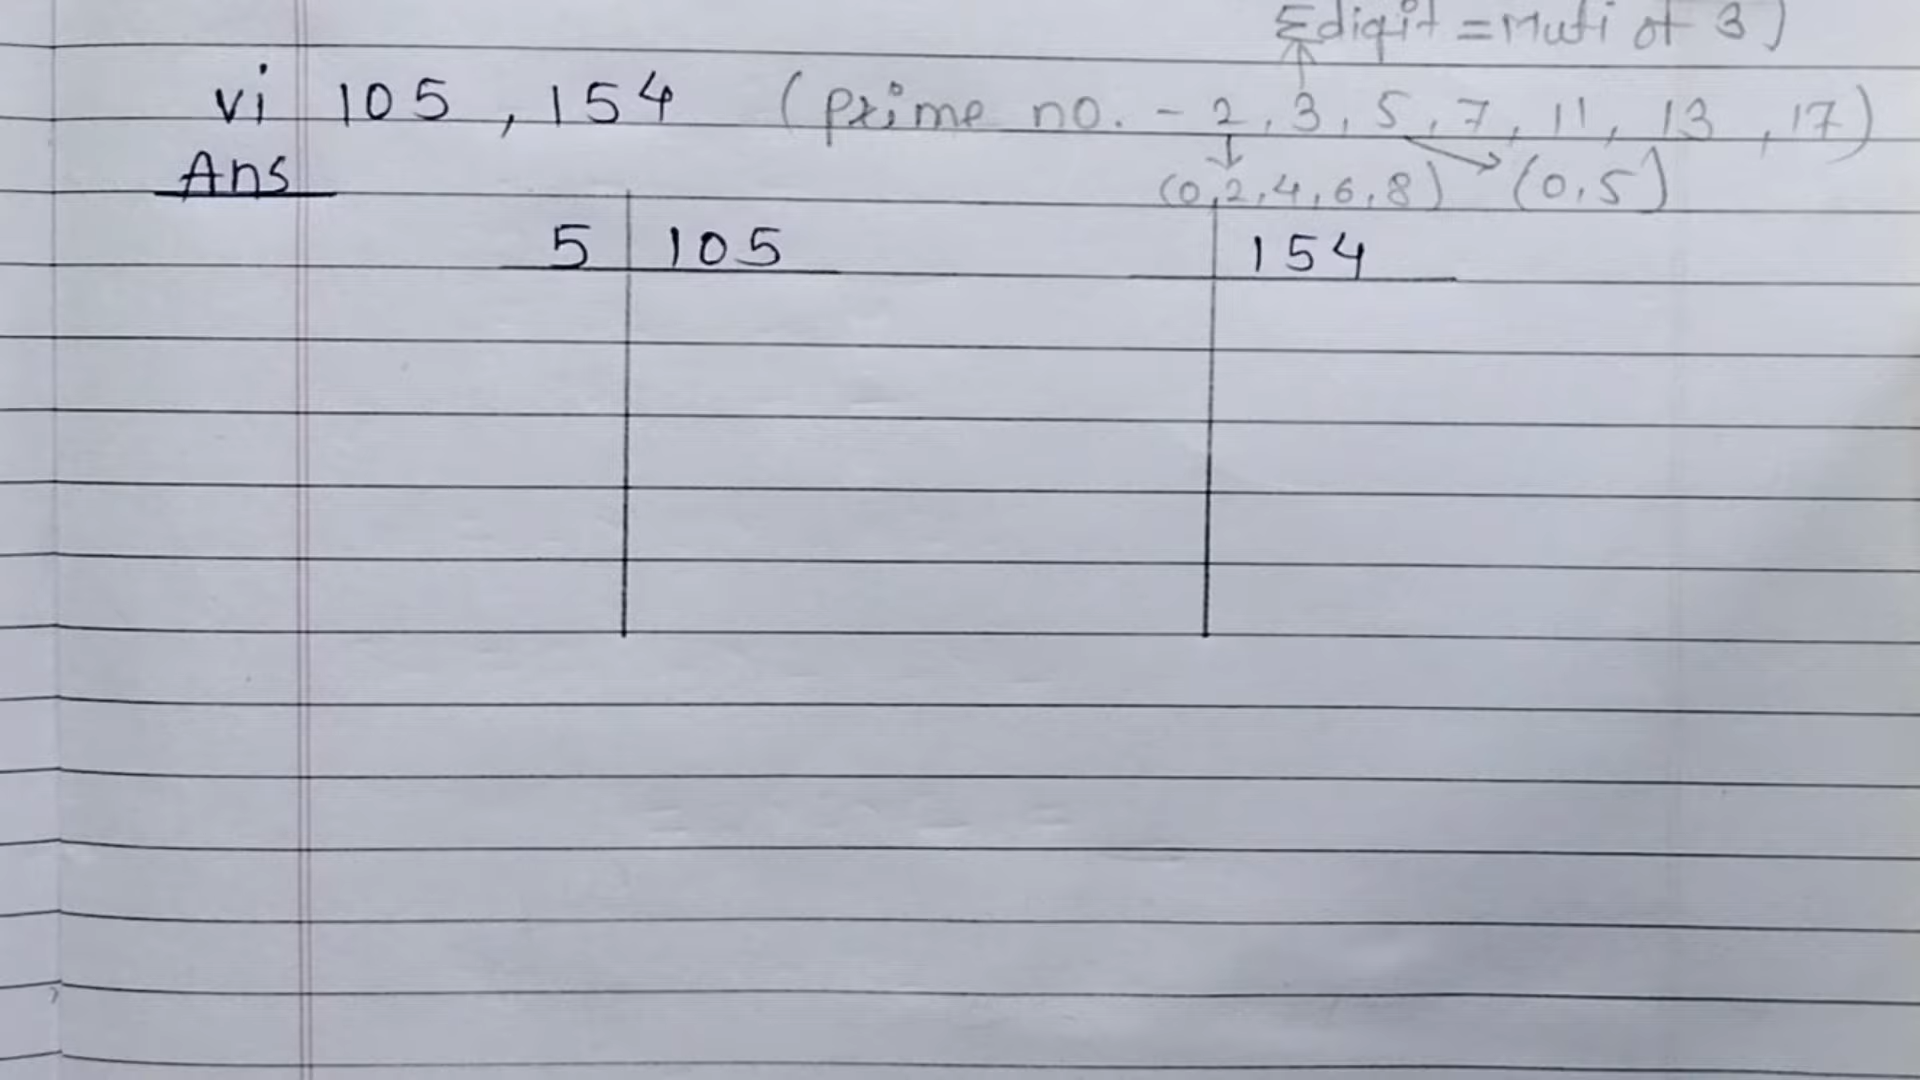 Σdigit = Muti of 3)
vi 105 , 154 (prime no. - 2, 3, 5, 7, 11, 13, 17)
Ans (0,2,4,6,8) (0,5)
5 105 154